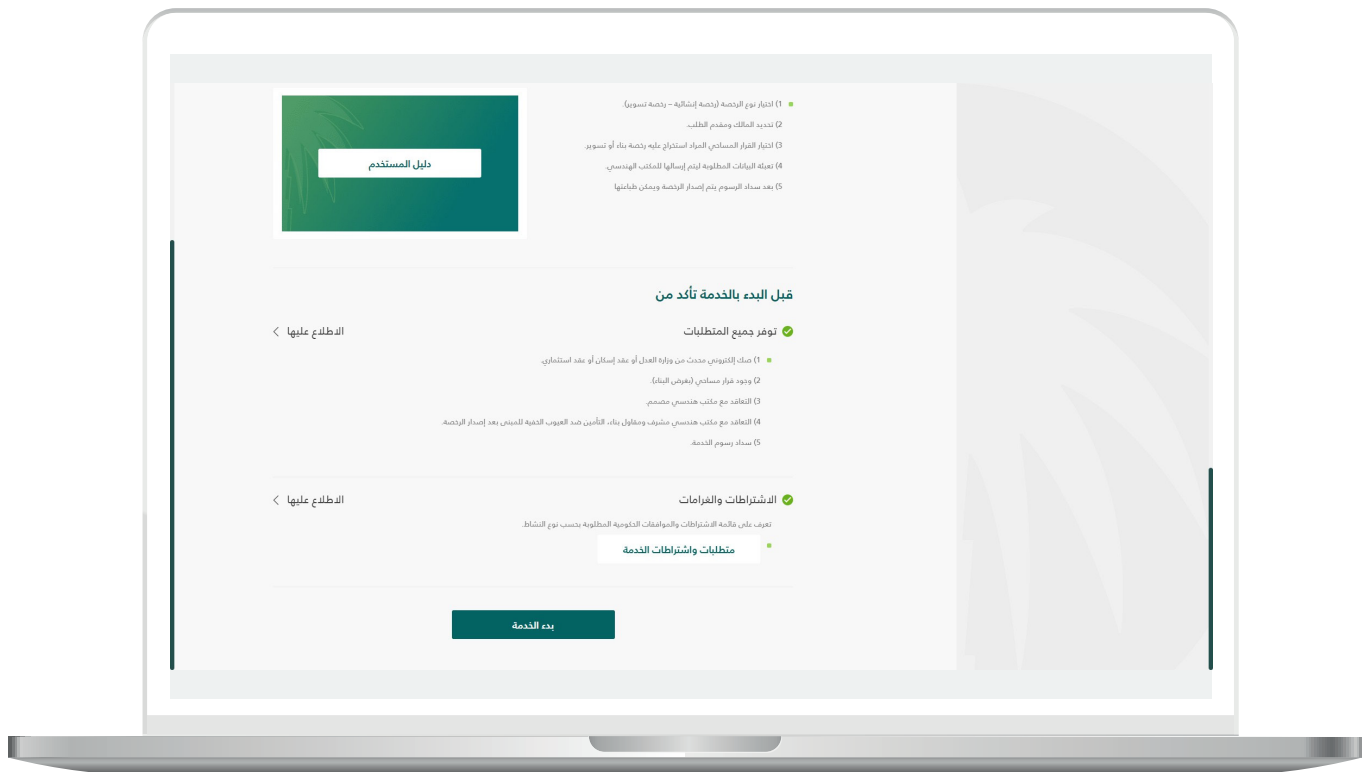 1) اختيار نوع الرخصة (رخصة إنشائية – رخصة تسوير).
2) تحديد المالك ومقدم الطلب.
3) اختيار القرار المساحي المراد استخراج عليه رخصة بناء أو تسوير.
4) تعبئة البيانات المطلوبة ليتم إرسالها للمكتب الهندسي.
5) بعد سداد الرسوم يتم إصدار الرخصة ويمكن طباعتها
دليل المستخدم
قبل البدء بالخدمة تأكد من
توفر جميع المتطلبات
الاطلاع عليها
1) صك إلكتروني محدث من وزارة العدل أو عقد إسكان أو عقد استثماري.
2) وجود قرار مساحي (بغرض البناء).
3) التعاقد مع مكتب هندسي مصمم.
4) التعاقد مع مكتب هندسي مشرف ومقاول بناء، التأمين ضد العيوب الخفية للمبنى بعد إصدار الرخصة.
5) سداد رسوم الخدمة.
الاشتراطات والغرامات
الاطلاع عليها
تعرف على قائمة الاشتراطات والموافقات الحكومية المطلوبة بحسب نوع النشاط.
متطلبات واشتراطات الخدمة
بدء الخدمة